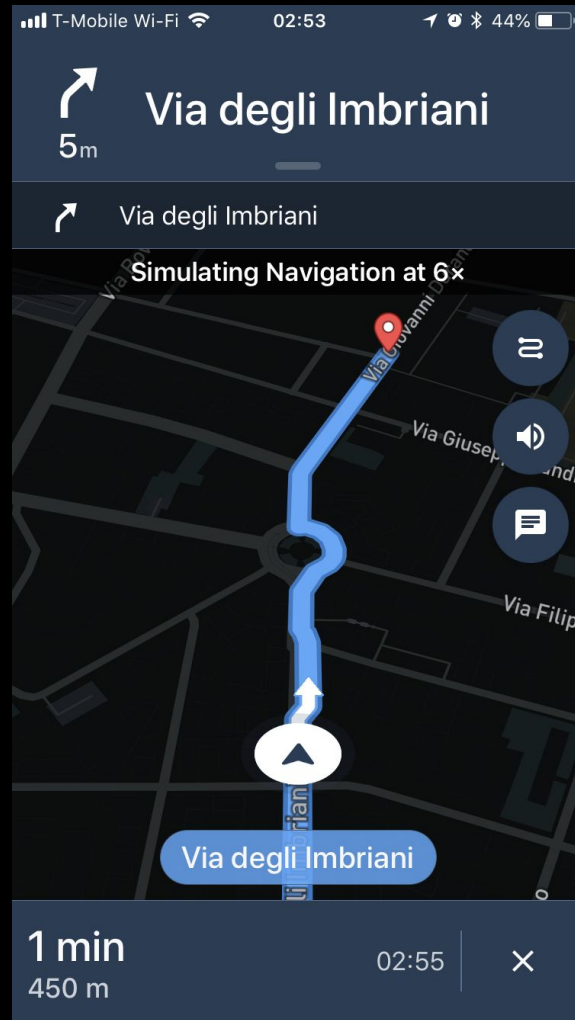 T-Mobile Wi-Fi 02:53 44%
Via degli Imbriani
5m
Via degli Imbriani
Simulating Navigation at 6×
Via Giovanni
Via
Via Giusep
Via Filip
Via degli Imbriani
1 min
02:55
450 m